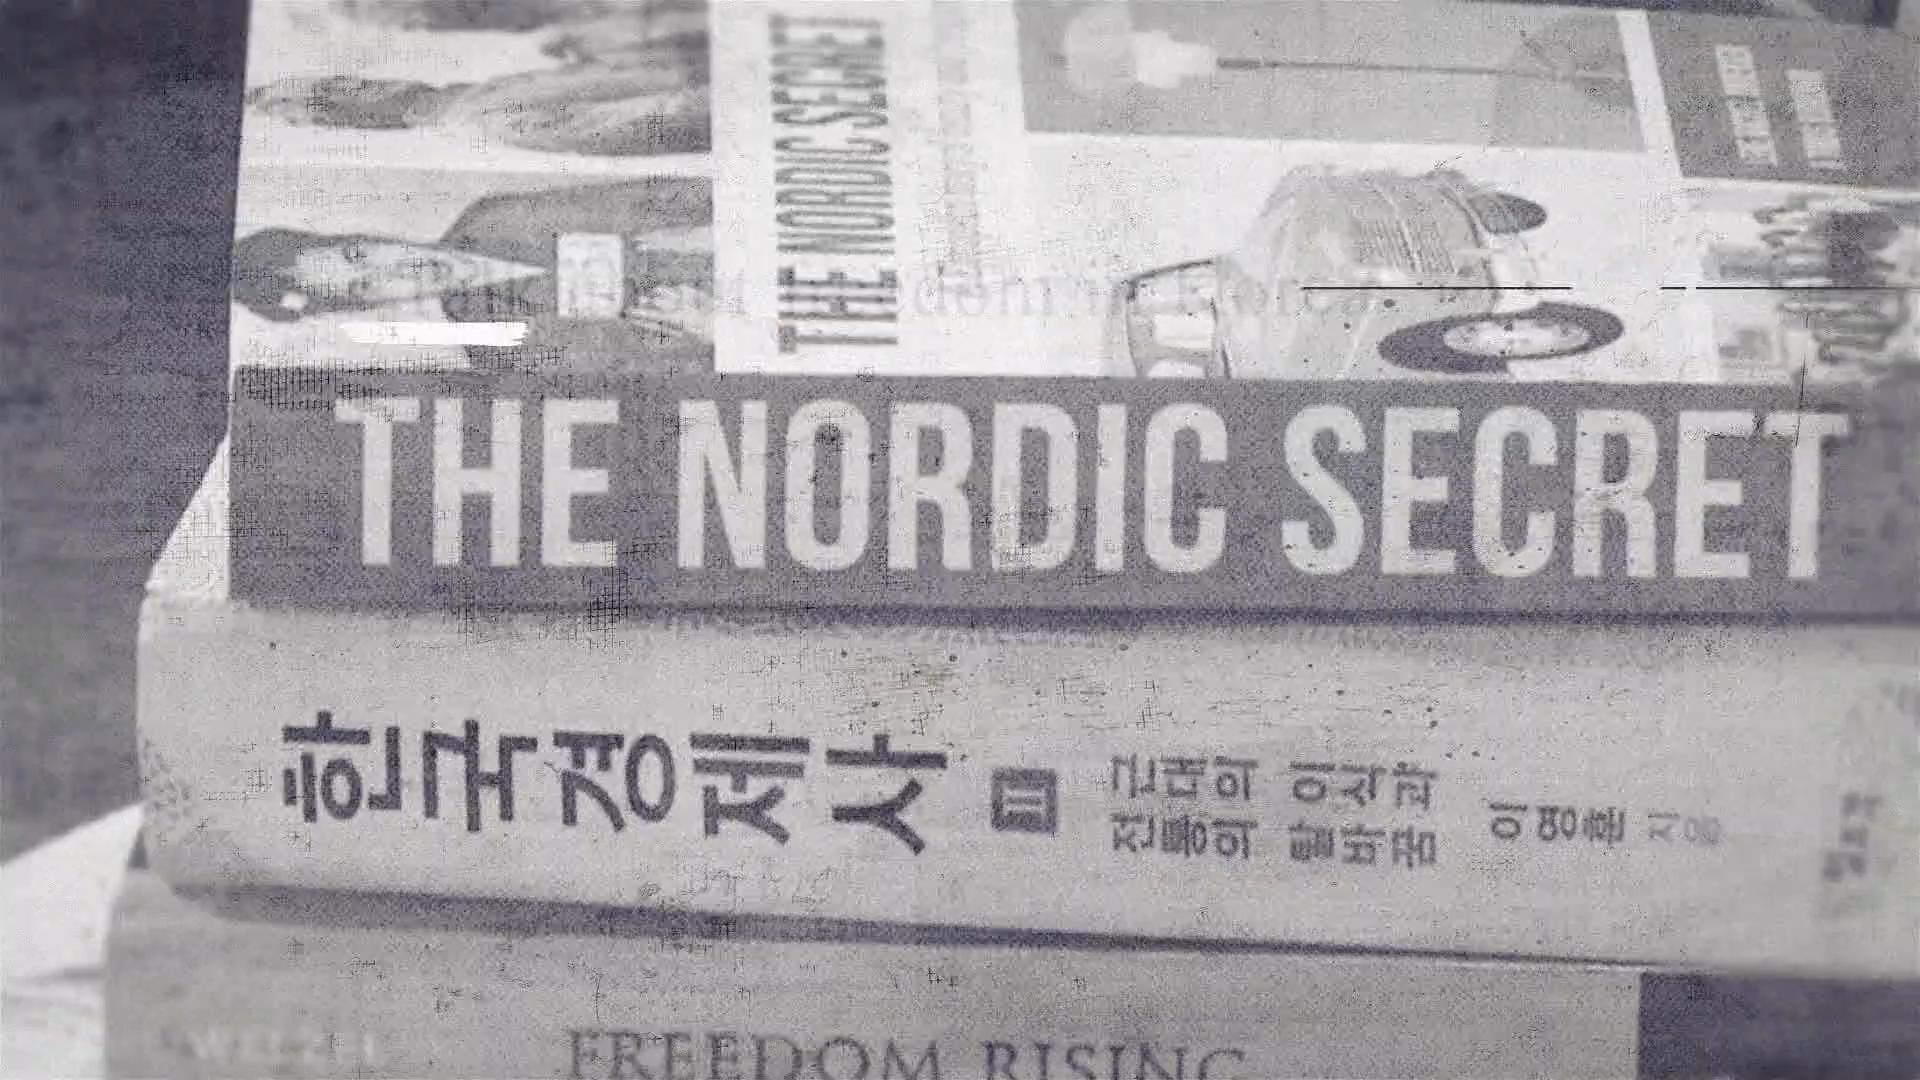 THE NORDIC SECRET
THE NORDIC SECRET
한국경제사 II
근대의 이식과
전통의 탈바꿈
이영훈 지음
WELZEL
FREEDOM RISING